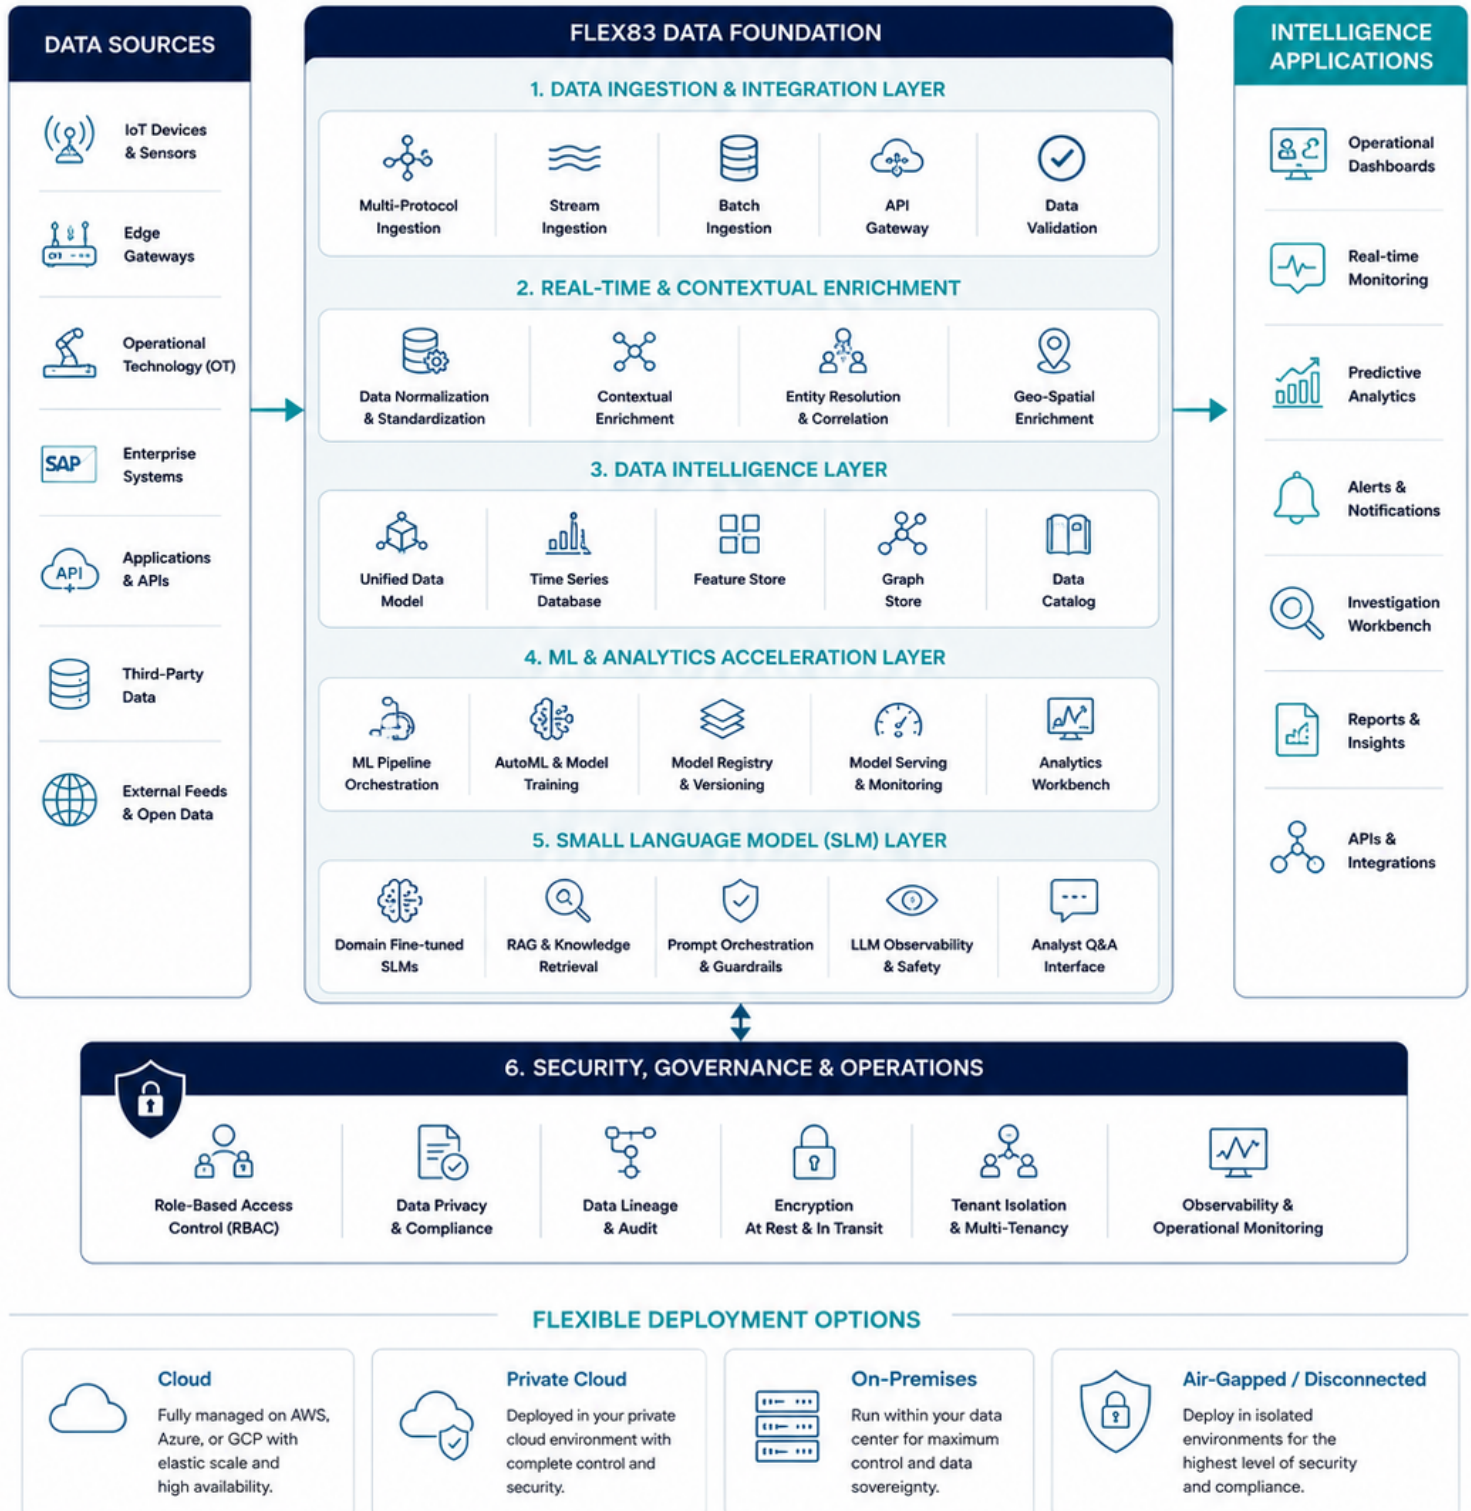 DATA SOURCES
IoT Devices
& Sensors
Edge
Gateways
Operational
Technology (OT)
SAP
Enterprise
Systems
API
Applications
& APIs
Third-Party
Data
External Feeds
& Open Data
FLEX83 DATA FOUNDATION
1. DATA INGESTION & INTEGRATION LAYER
Multi-Protocol
Ingestion
Stream
Ingestion
Batch
Ingestion
API
Gateway
Data
Validation
2. REAL-TIME & CONTEXTUAL ENRICHMENT
Data Normalization
& Standardization
Contextual
Enrichment
Entity Resolution
& Correlation
Geo-Spatial
Enrichment
3. DATA INTELLIGENCE LAYER
Unified Data
Model
Time Series
Database
Feature Store
Graph
Store
Data
Catalog
4. ML & ANALYTICS ACCELERATION LAYER
ML Pipeline
Orchestration
AutoML & Model
Training
Model Registry
& Versioning
Model Serving
& Monitoring
Analytics
Workbench
5. SMALL LANGUAGE MODEL (SLM) LAYER
Domain Fine-tuned
SLMs
RAG & Knowledge
Retrieval
Prompt Orchestration
& Guardrails
LLM Observability
& Safety
Analyst Q&A
Interface
INTELLIGENCE
APPLICATIONS
Operational
Dashboards
Real-time
Monitoring
Predictive
Analytics
Alerts &
Notifications
Investigation
Workbench
Reports &
Insights
APIs &
Integrations
6. SECURITY, GOVERNANCE & OPERATIONS
Role-Based Access
Control (RBAC)
Data Privacy
& Compliance
Data Lineage
& Audit
Encryption
At Rest & In Transit
Tenant Isolation
& Multi-Tenancy
Observability &
Operational Monitoring
FLEXIBLE DEPLOYMENT OPTIONS
Cloud
Fully managed on AWS,
Azure, or GCP with
elastic scale and
high availability.
Private Cloud
Deployed in your private
cloud environment with
complete control and
security.
On-Premises
Run within your data
center for maximum
control and data
sovereignty.
Air-Gapped / Disconnected
Deploy in isolated
environments for the
highest level of security
and compliance.